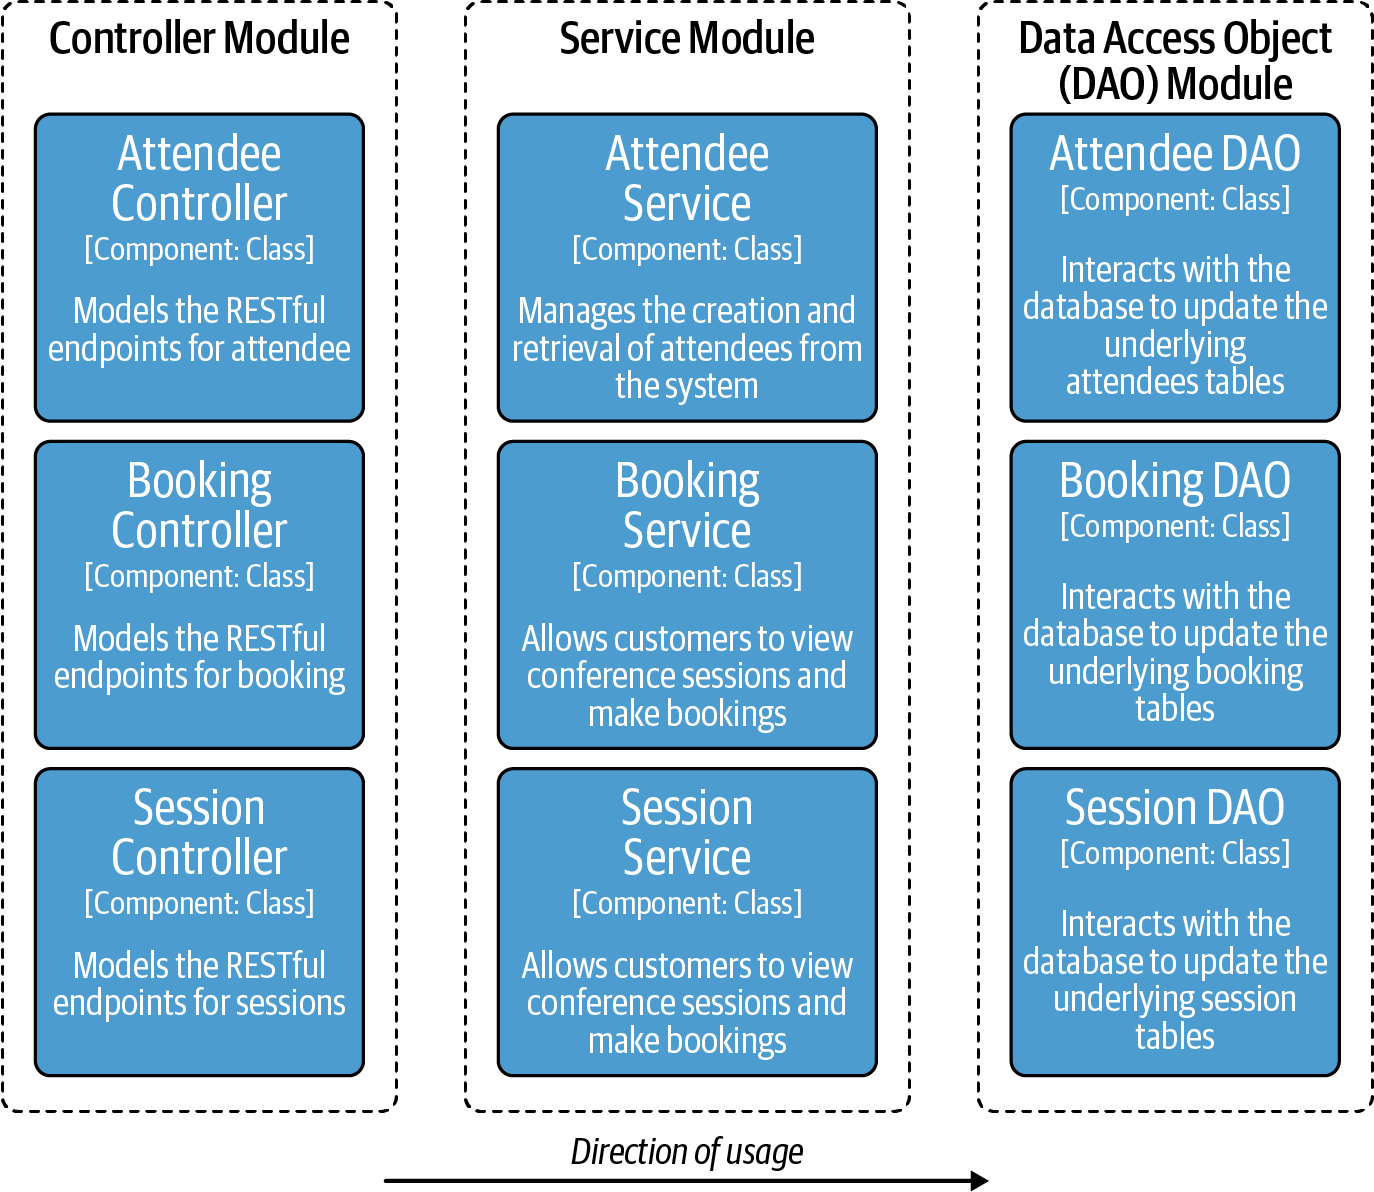 Controller Module
Attendee
Controller
[Component: Class]
Models the RESTful
endpoints for attendee
Booking
Controller
[Component: Class]
Models the RESTful
endpoints for booking
Session
Controller
[Component: Class]
Models the RESTful
endpoints for sessions
Service Module
Attendee
Service
[Component: Class]
Manages the creation and
retrieval of attendees from
the system
Booking
Service
[Component: Class]
Allows customers to view
conference sessions and
make bookings
Session
Service
[Component: Class]
Allows customers to view
conference sessions and
make bookings
Data Access Object
(DAO) Module
Attendee DAO
[Component: Class]
Interacts with the
database to update the
underlying
attendees tables
Booking DAO
[Component: Class]
Interacts with the
database to update the
underlying booking
tables
Session DAO
[Component: Class]
Interacts with the
database to update the
underlying session
tables
Direction of usage